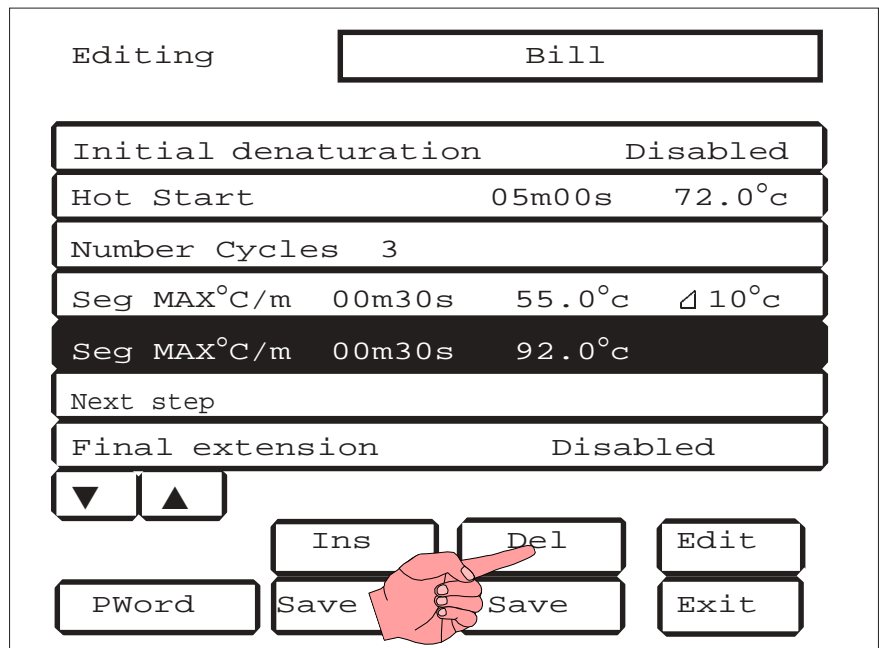 Editing Bill
Initial denaturation Disabled
Hot Start 05m00s 72.0°c
Number Cycles 3
Seg MAX°C/m 00m30s 55.0°c ⊿10°c
Seg MAX°C/m 00m30s 92.0°c
Next step
Final extension Disabled
▼ ▲
Ins Del Edit
PWord Save Save Exit